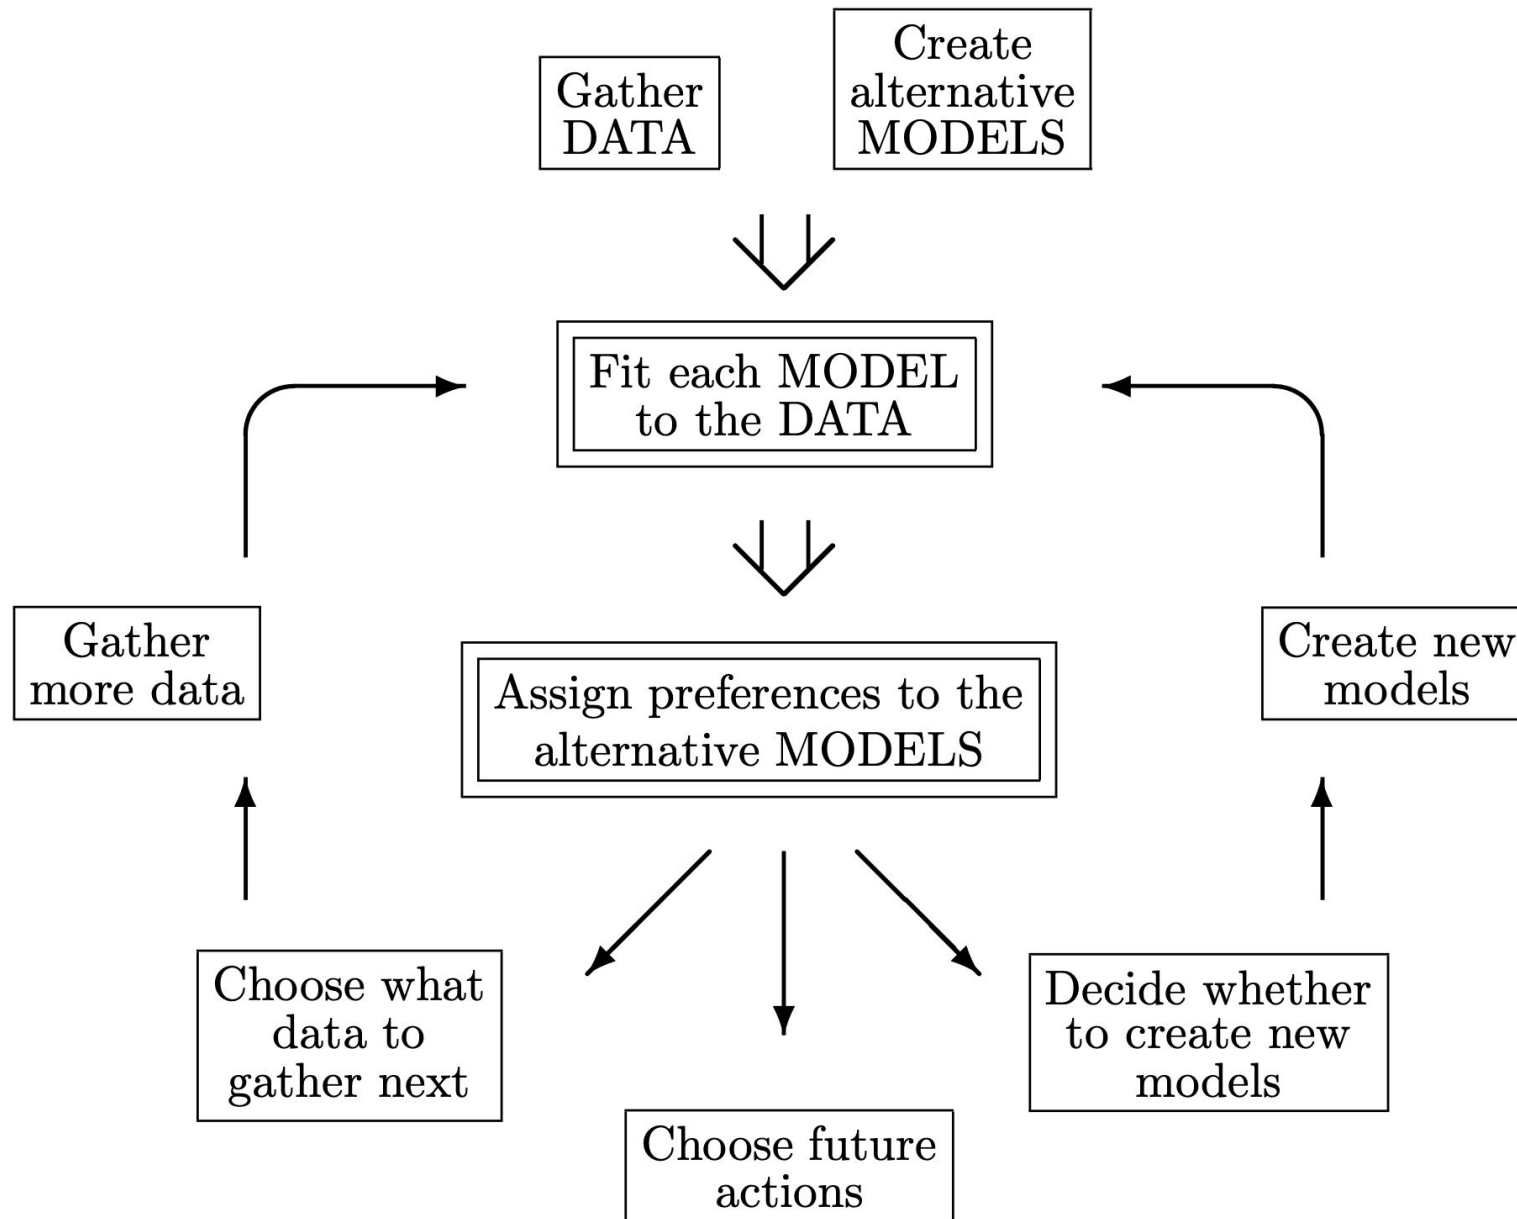 Gather
DATA
Create
alternative
MODELS
Fit each MODEL
to the DATA
Gather
more data
Assign preferences to the
alternative MODELS
Create new
models
Choose what
data to
gather next
Choose future
actions
Decide whether
to create new
models